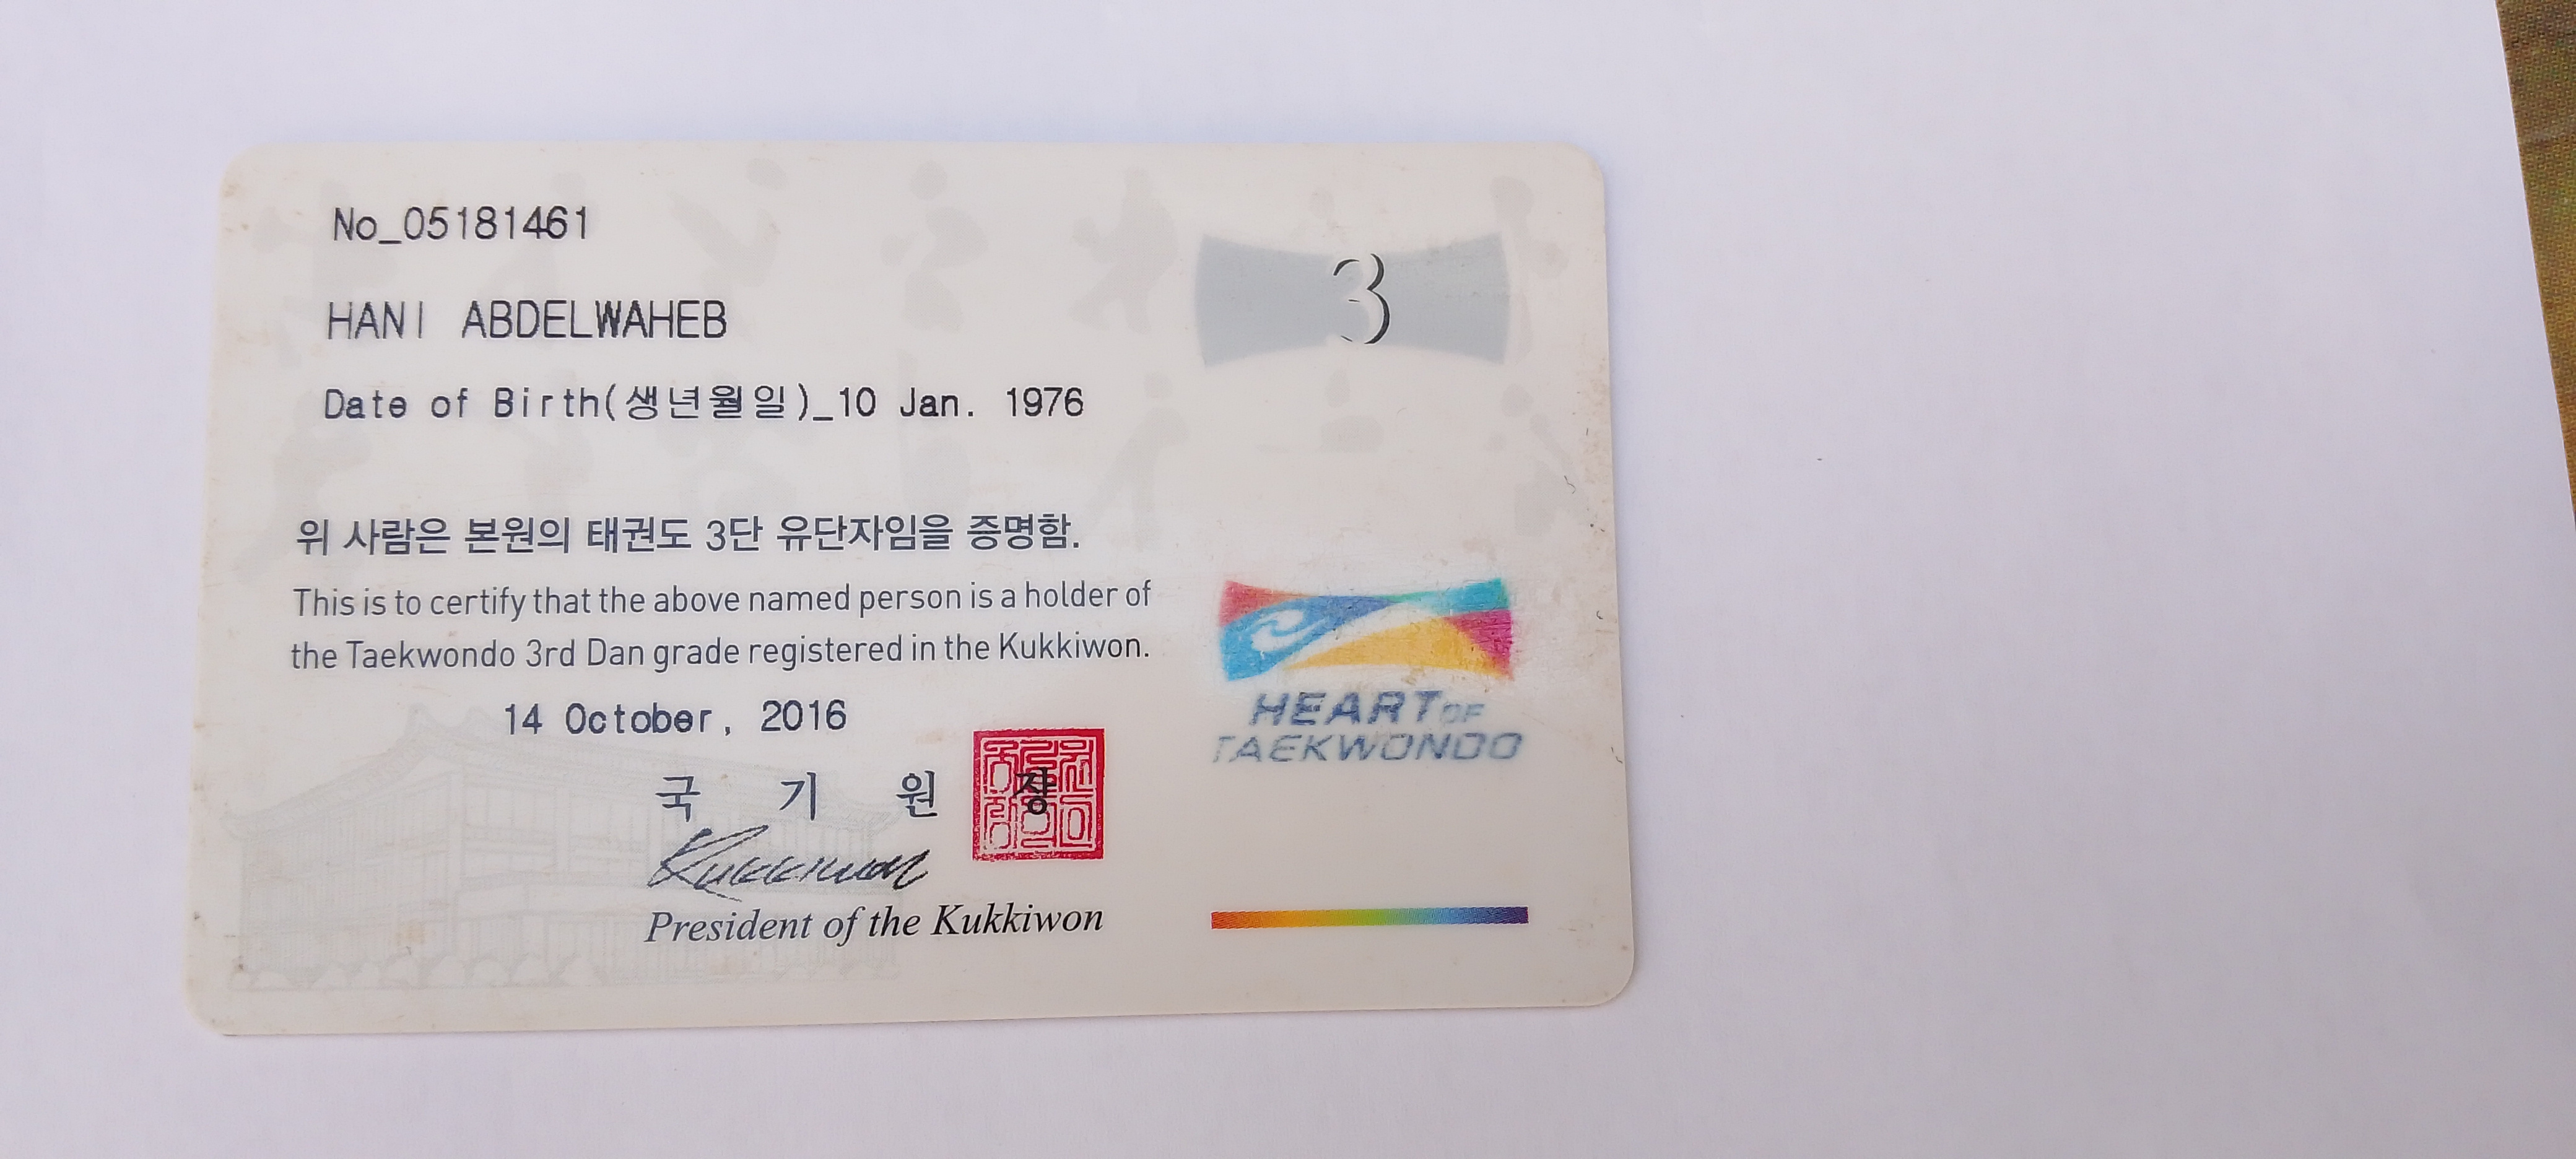 No_05181461
3
HANI ABDELWAHEB
Date of Birth(생년월일)_10 Jan. 1976
위 사람은 본원의 태권도 3단 유단자임을 증명함.
This is to certify that the above named person is a holder of
the Taekwondo 3rd Dan grade registered in the Kukkiwon.
14 October, 2016
HEART OF
TAEKWONDO
국 기 원 장
Kukkiwon
President of the Kukkiwon